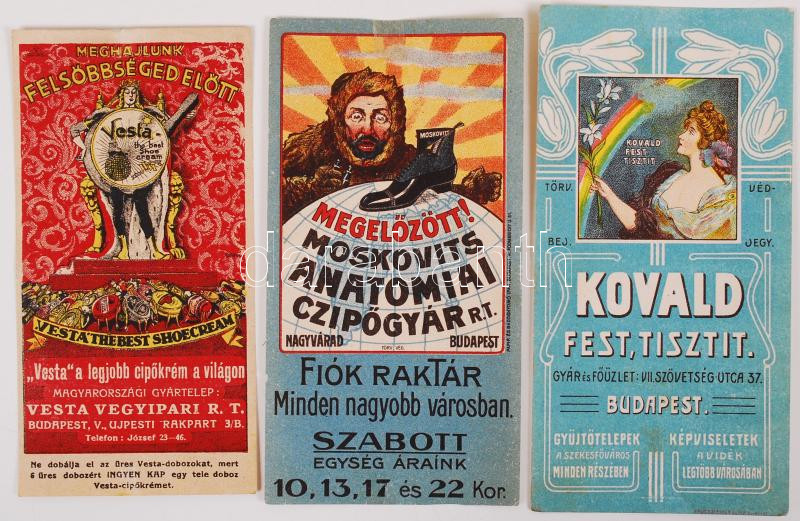 MEGHAJLUNK
FELSŐBBSÉGED ELŐTT
Vesta-
the best
Shoe
cream
VESTA THE BEST SHOECREAM
„Vesta" a legjobb cipőkrém a világon
MAGYARORSZÁGI GYÁRTELEP:
VESTA VEGYIPARI R. T.
BUDAPEST, V., UJPESTI RAKPART 3/B.
Telefon: József 23-46.
Ne dobálja el az üres Vesta-dobozokat, mert
6 üres dobozért INGYEN KAP egy tele doboz
Vesta-cipőkrémet.
MOSKOVITS
MEGELŐZÖTT!
MOSKOVITS
ANATOMIAI
CZIPŐGYÁR R.T.
NAGYVÁRAD BUDAPEST
TÖRV. VÉD.
FIÓK RAKTÁR
Minden nagyobb városban.
SZABOTT
EGYSÉG ÁRAINK
10, 13, 17 és 22 Kor.
KOVALD
FEST,
TISZTIT.
TÖRV. VÉD-
BEJ. JEGY.
KOVALD
FEST, TISZTIT.
GYÁR és FŐÜZLET: VII. SZÖVETSÉG-UTCA 37.
BUDAPEST.
GYŰJTŐTELEPEK
A SZÉKESFŐVÁROS
MINDEN RÉSZÉBEN
KÉPVISELETEK
A VIDÉK
LEGTÖBB VÁROSÁBAN
darabanth